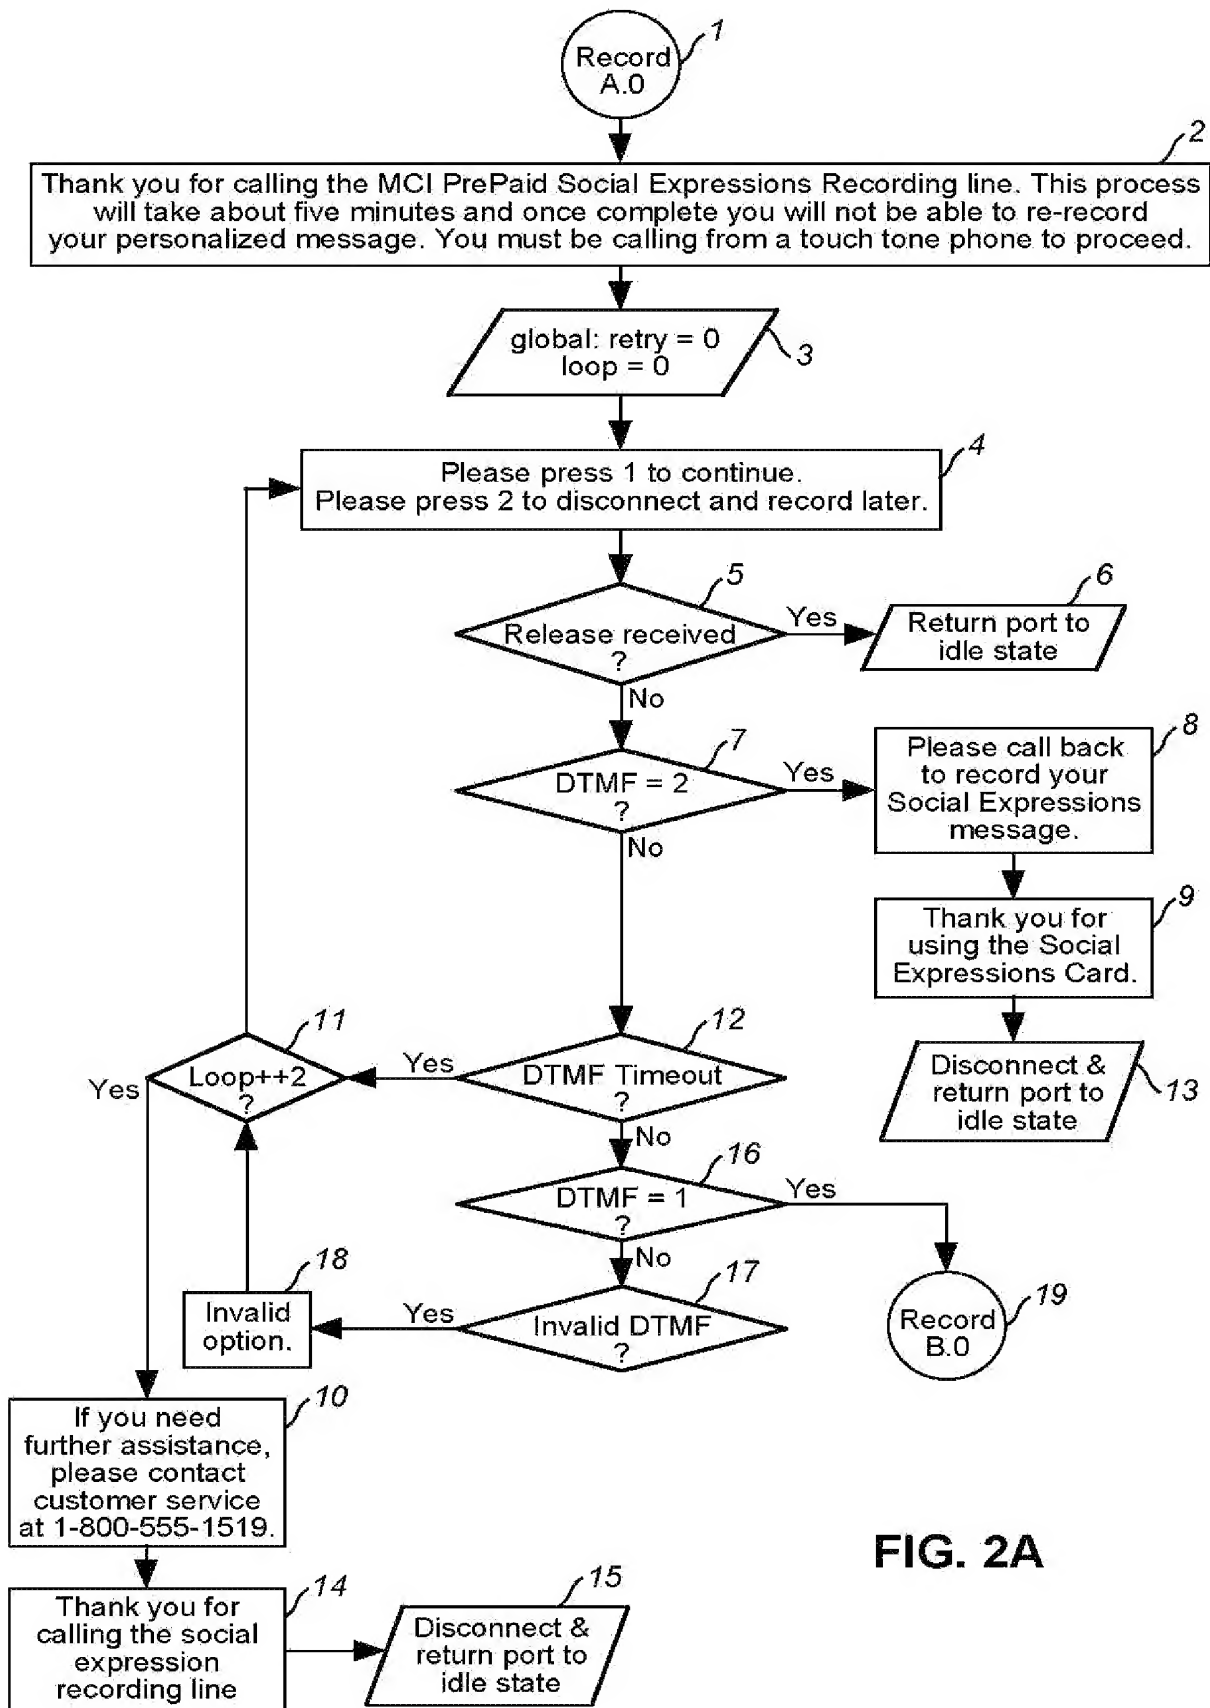 1
Record
A.0
2
Thank you for calling the MCI PrePaid Social Expressions Recording line. This process
will take about five minutes and once complete you will not be able to re-record
your personalized message. You must be calling from a touch tone phone to proceed.
global: retry = 0
loop = 0
3
4
Please press 1 to continue.
Please press 2 to disconnect and record later.
5
Release received
?
Yes
No
6
Return port to
idle state
7
DTMF = 2
?
Yes
No
8
Please call back
to record your
Social Expressions
message.
9
Thank you for
using the Social
Expressions Card.
11
Loop++2
?
Yes
12
DTMF Timeout
?
Yes
No
Disconnect &
return port to
idle state
13
16
DTMF = 1
?
Yes
No
18
Invalid
option.
17
Invalid DTMF
?
Yes
19
Record
B.0
10
If you need
further assistance,
please contact
customer service
at 1-800-555-1519.
14
Thank you for
calling the social
expression
recording line
15
Disconnect &
return port to
idle state
FIG. 2A